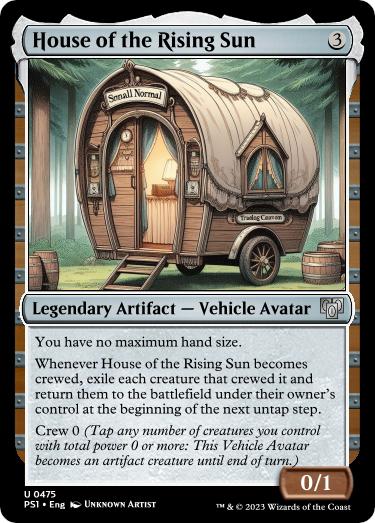 House of the Rising Sun
3
Smnall Normal
Legendary Artifact — Vehicle Avatar
You have no maximum hand size.
Whenever House of the Rising Sun becomes
crewed, exile each creature that crewed it and
return them to the battlefield under their owner's
control at the beginning of the next untap step.
Crew 0 (Tap any number of creatures you control
with total power 0 or more: This Vehicle Avatar
becomes an artifact creature until end of turn.)
0/1
U 0475
PS1 • Eng Unknown Artist
™ & © 2023 Wizards of the Coast